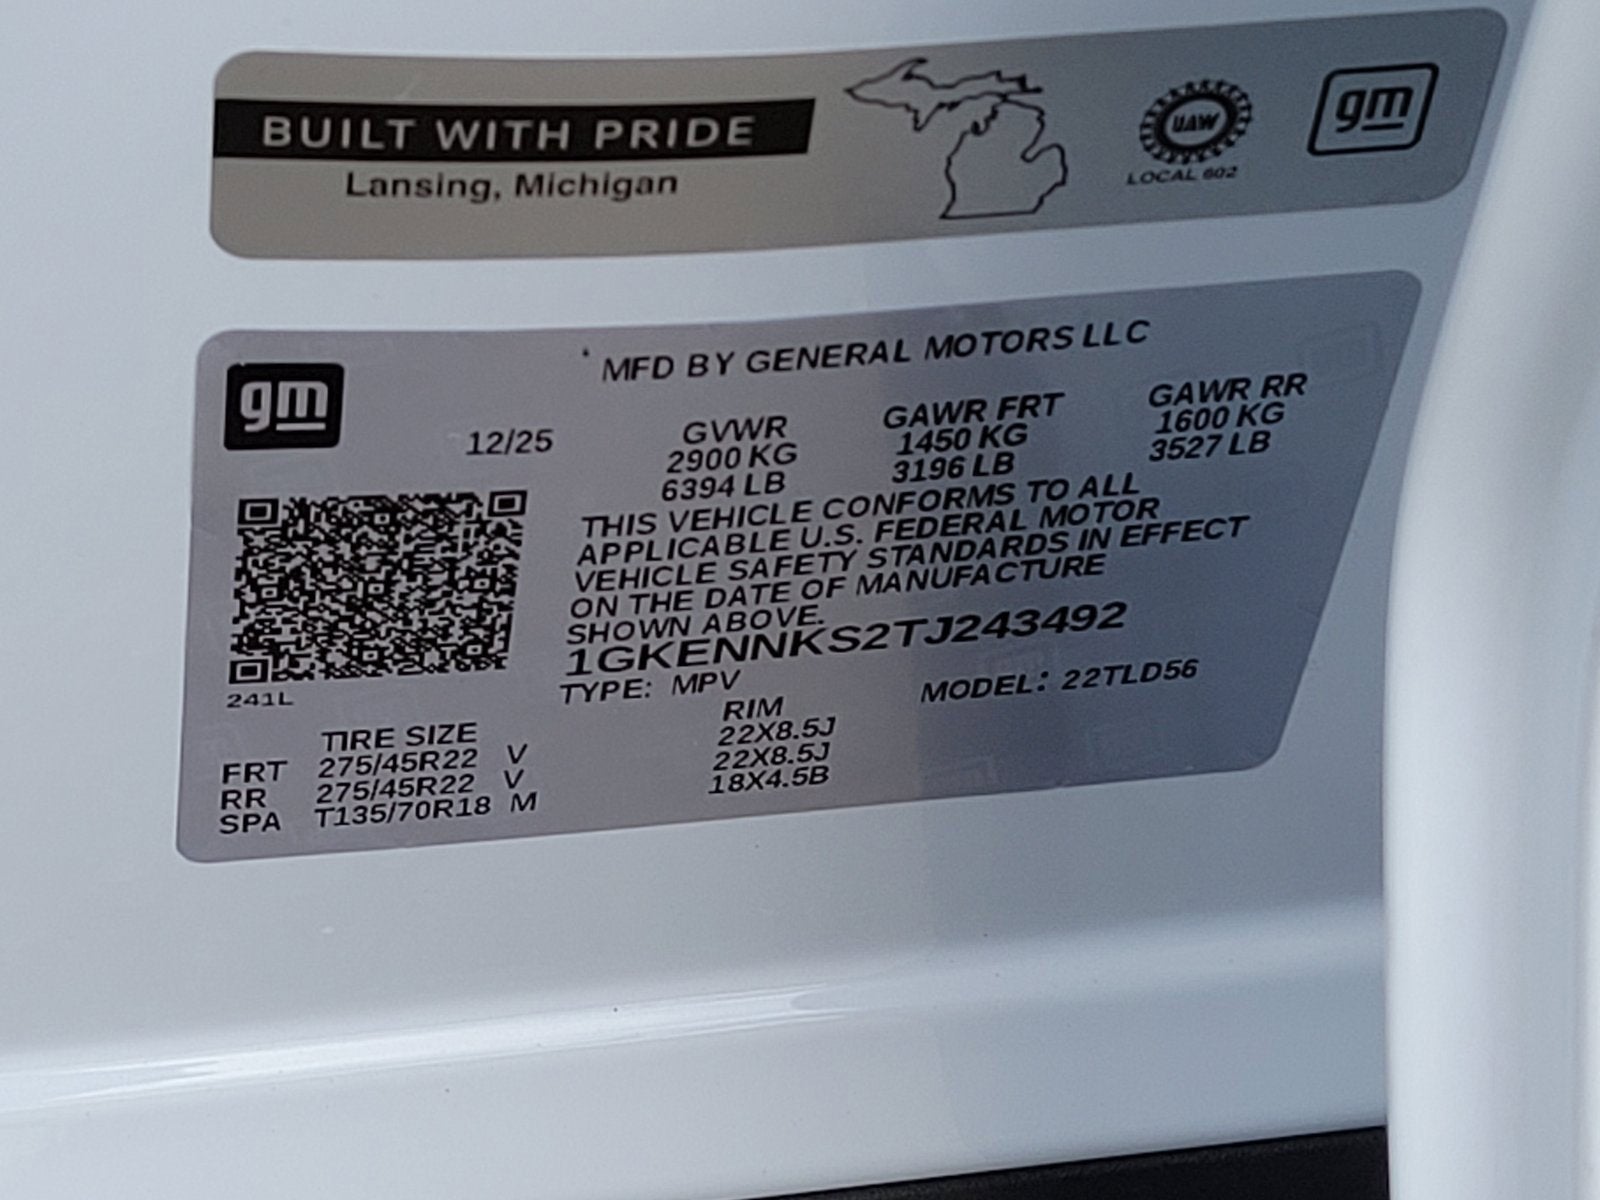 BUILT WITH PRIDE
Lansing, Michigan
UAW
LOCAL 602
gm
gm
MFD BY GENERAL MOTORS LLC
12/25
GVWR GAWR FRT GAWR RR
2900 KG 1450 KG 1600 KG
6394 LB 3196 LB 3527 LB
THIS VEHICLE CONFORMS TO ALL
APPLICABLE U.S. FEDERAL MOTOR
VEHICLE SAFETY STANDARDS IN EFFECT
ON THE DATE OF MANUFACTURE
SHOWN ABOVE.
1GKENNKS2TJ243492
241L
TYPE: MPV MODEL: 22TLD56
TIRE SIZE RIM
FRT 275/45R22 V 22X8.5J
RR 275/45R22 V 22X8.5J
SPA T135/70R18 M 18X4.5B